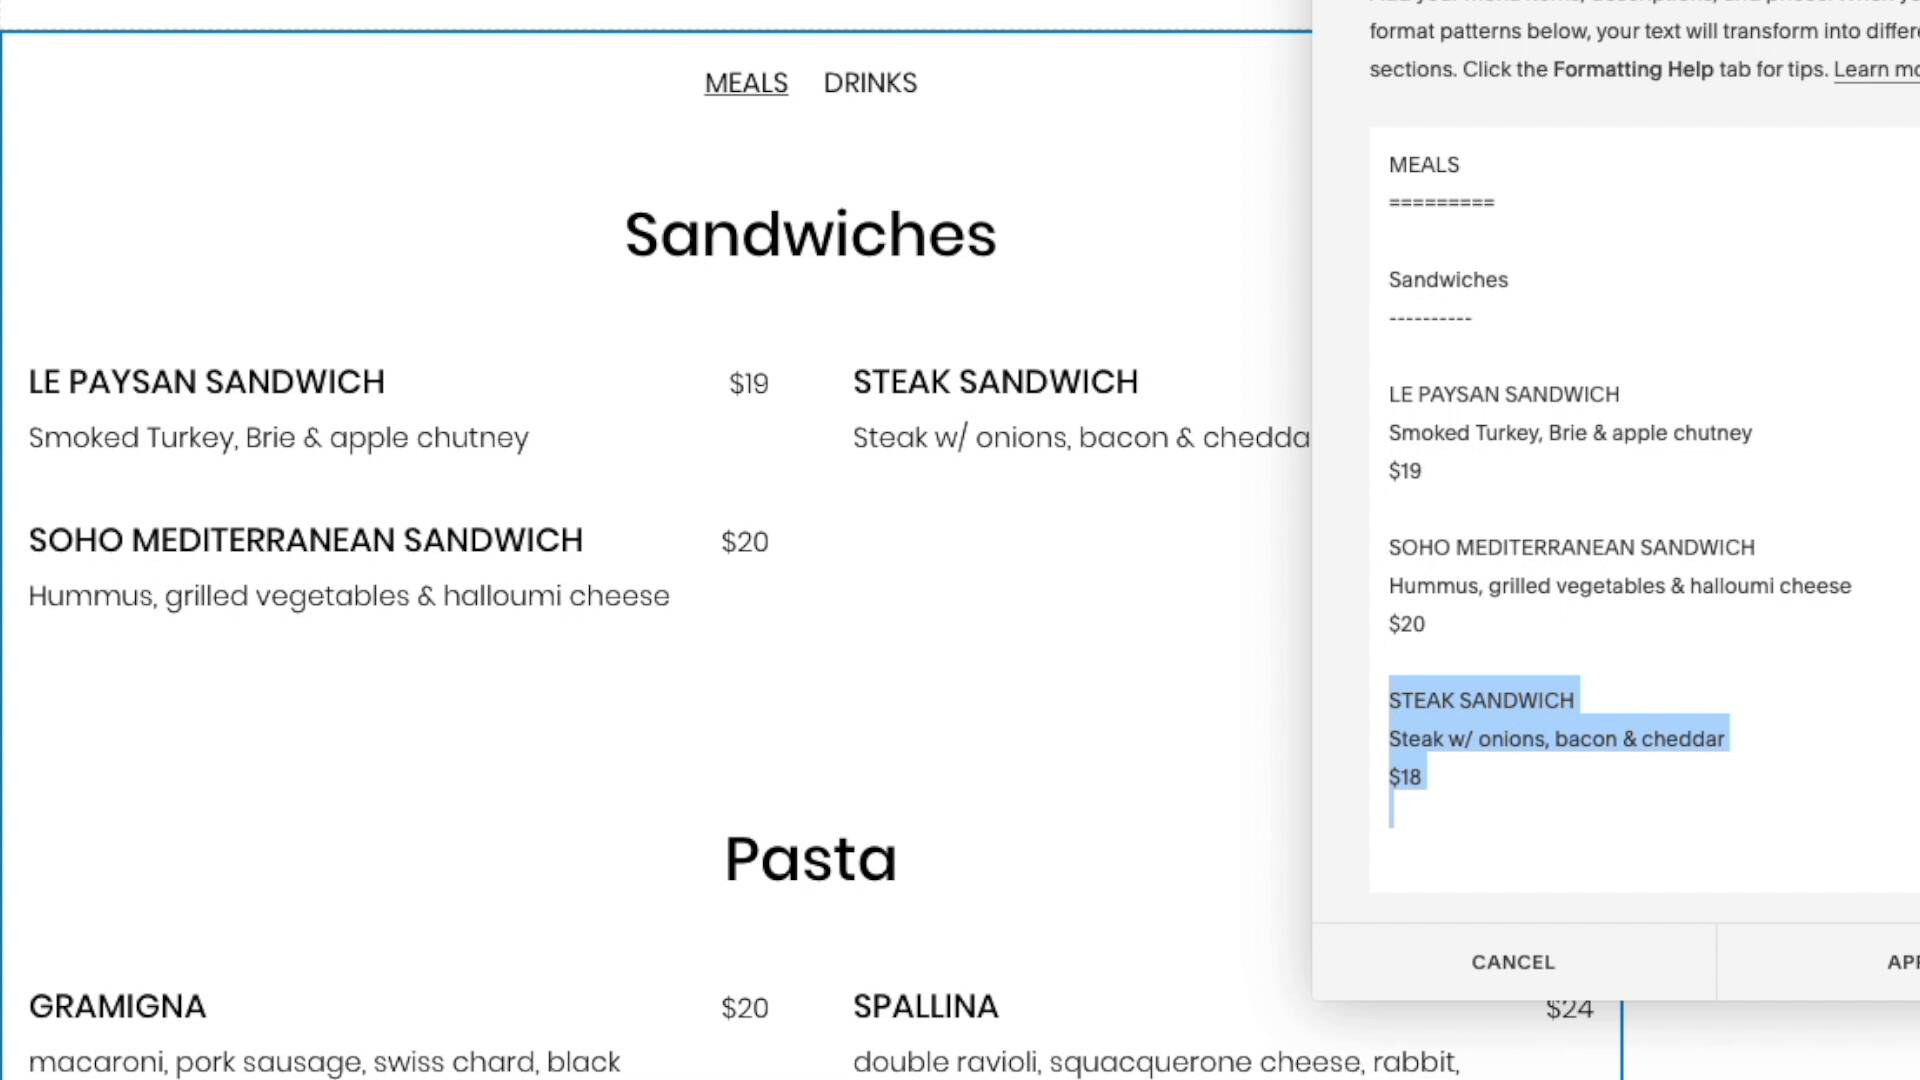 MEALS DRINKS
Sandwiches
LE PAYSAN SANDWICH $19
Smoked Turkey, Brie & apple chutney
STEAK SANDWICH
Steak w/ onions, bacon & chedda
SOHO MEDITERRANEAN SANDWICH $20
Hummus, grilled vegetables & halloumi cheese
Pasta
GRAMIGNA $20
macaroni, pork sausage, swiss chard, black
SPALLINA $24
double ravioli, squacquerone cheese, rabbit,
format patterns below, your text will transform into differe
sections. Click the Formatting Help tab for tips. Learn mo
MEALS
=========
Sandwiches
----------
LE PAYSAN SANDWICH
Smoked Turkey, Brie & apple chutney
$19
SOHO MEDITERRANEAN SANDWICH
Hummus, grilled vegetables & halloumi cheese
$20
STEAK SANDWICH
Steak w/ onions, bacon & cheddar
$18
CANCEL